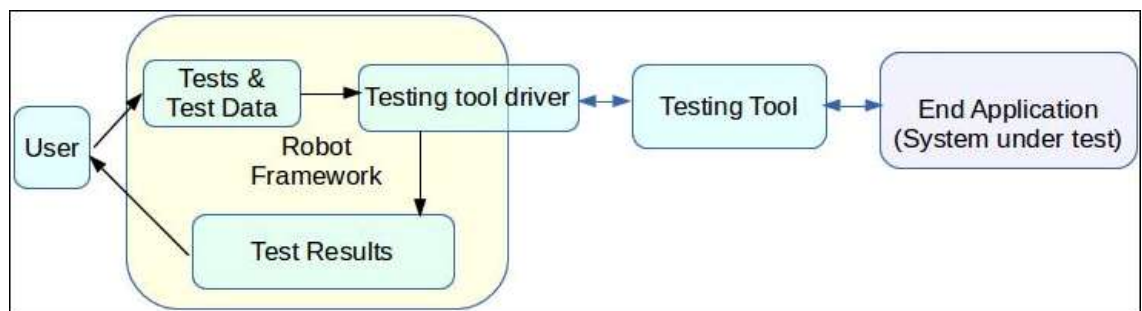 User
Tests &
Test Data
Testing tool driver
Robot
Framework
Test Results
Testing Tool
End Application
(System under test)